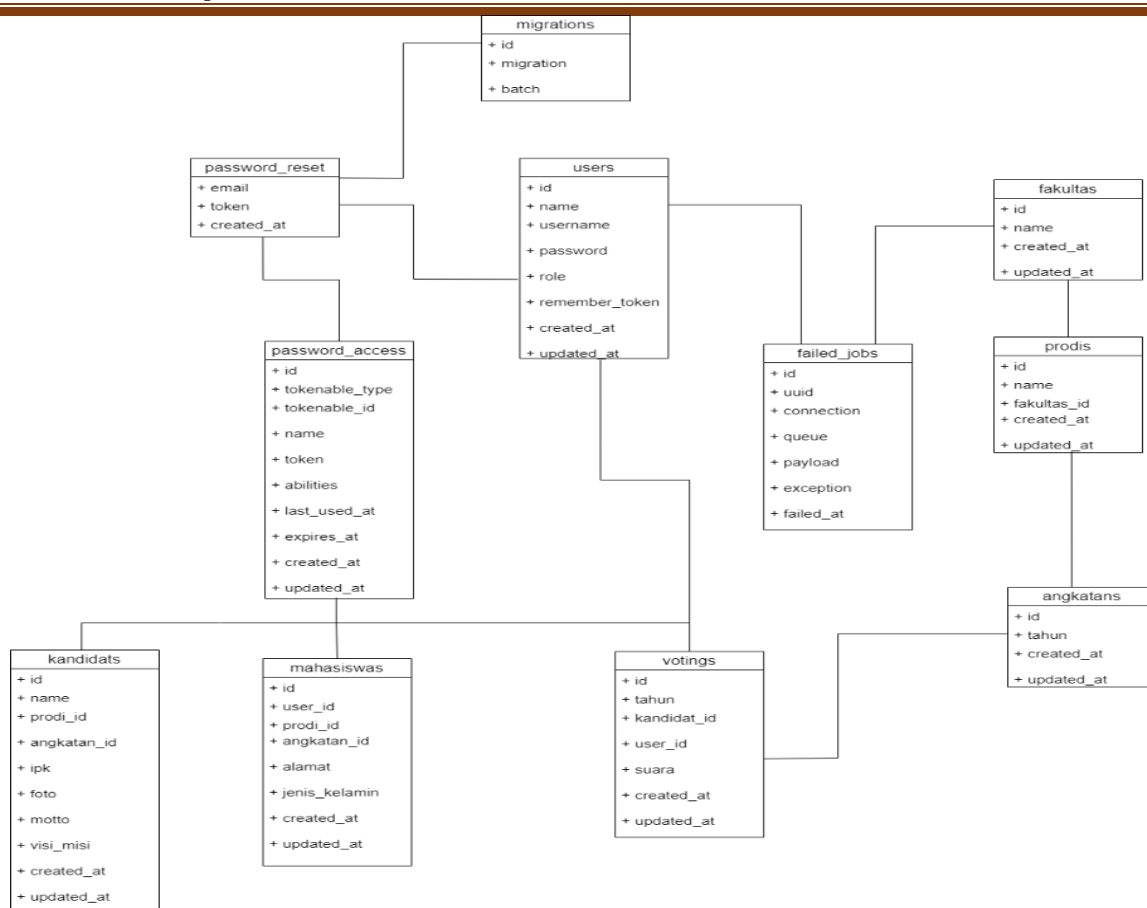 migrations
+ id
+ migration
+ batch
password_reset
+ email
+ token
+ created_at
users
+ id
+ name
+ username
+ password
+ role
+ remember_token
+ created_at
+ updated_at
fakultas
+ id
+ name
+ created_at
+ updated_at
password_access
+ id
+ tokenable_type
+ tokenable_id
+ name
+ token
+ abilities
+ last_used_at
+ expires_at
+ created_at
+ updated_at
failed_jobs
+ id
+ uuid
+ connection
+ queue
+ payload
+ exception
+ failed_at
prodis
+ id
+ name
+ fakultas_id
+ created_at
+ updated_at
angkatans
+ id
+ tahun
+ created_at
+ updated_at
kandidats
+ id
+ name
+ prodi_id
+ angkatan_id
+ ipk
+ foto
+ motto
+ visi_misi
+ created_at
+ updated_at
mahasiswas
+ id
+ user_id
+ prodi_id
+ angkatan_id
+ alamat
+ jenis_kelamin
+ created_at
+ updated_at
votings
+ id
+ tahun
+ kandidat_id
+ user_id
+ suara
+ created_at
+ updated_at